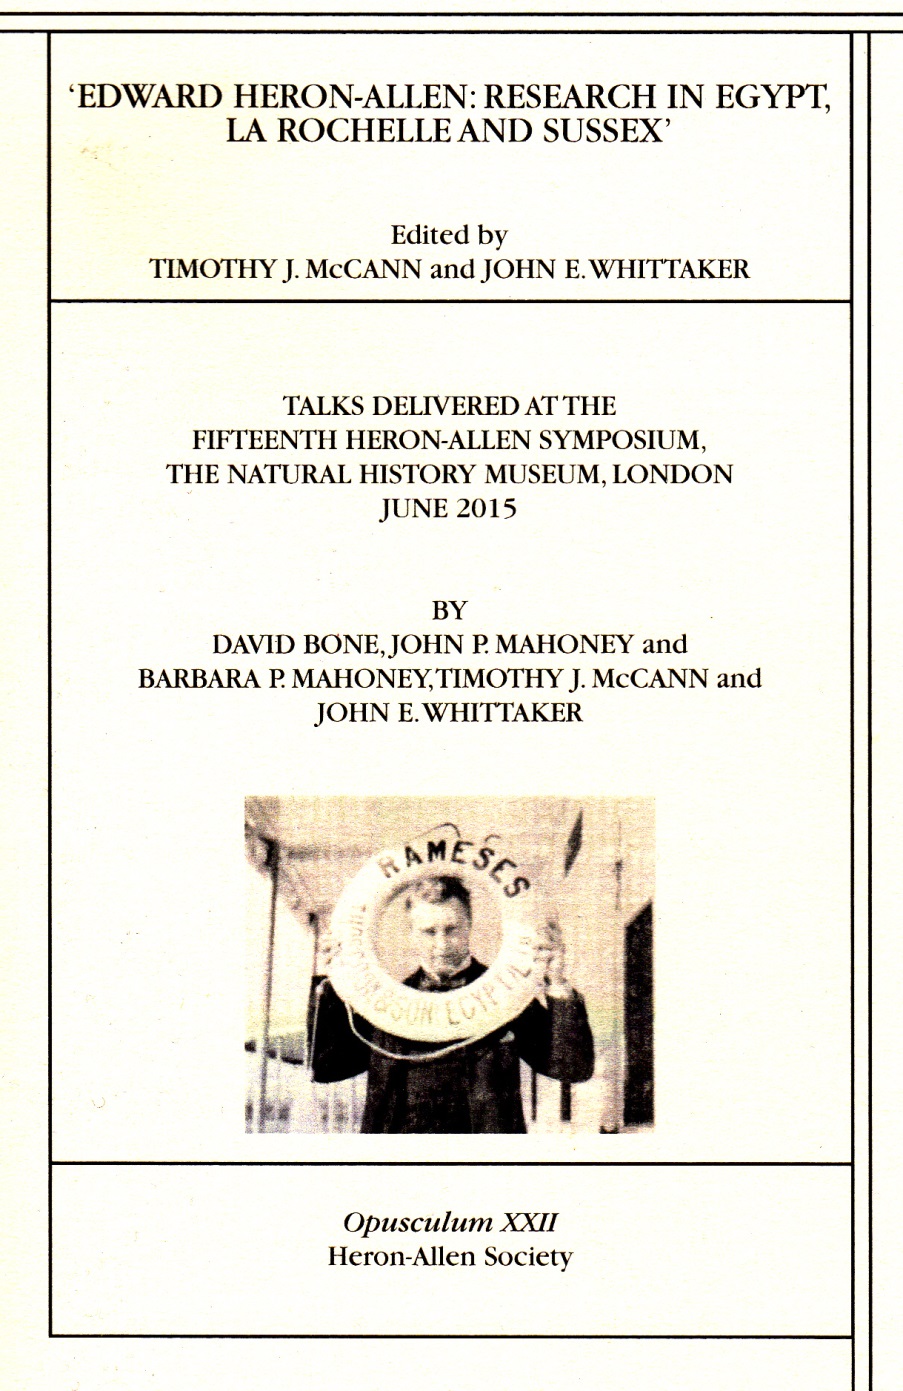 ‘EDWARD HERON-ALLEN: RESEARCH IN EGYPT,
LA ROCHELLE AND SUSSEX’
Edited by
TIMOTHY J. McCANN and JOHN E. WHITTAKER
TALKS DELIVERED AT THE
FIFTEENTH HERON-ALLEN SYMPOSIUM,
THE NATURAL HISTORY MUSEUM, LONDON
JUNE 2015
BY
DAVID BONE, JOHN P. MAHONEY and
BARBARA P. MAHONEY, TIMOTHY J. McCANN and
JOHN E. WHITTAKER
RAMESES
&SON EGYPT
Opusculum XXII
Heron-Allen Society